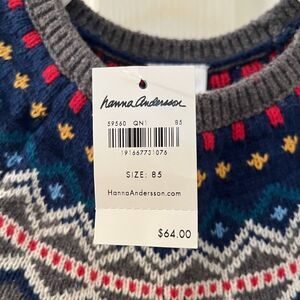 hanna Andersson
59560 QN1 85
191667731076
SIZE: 85
HannaAndersson.com
$64.00